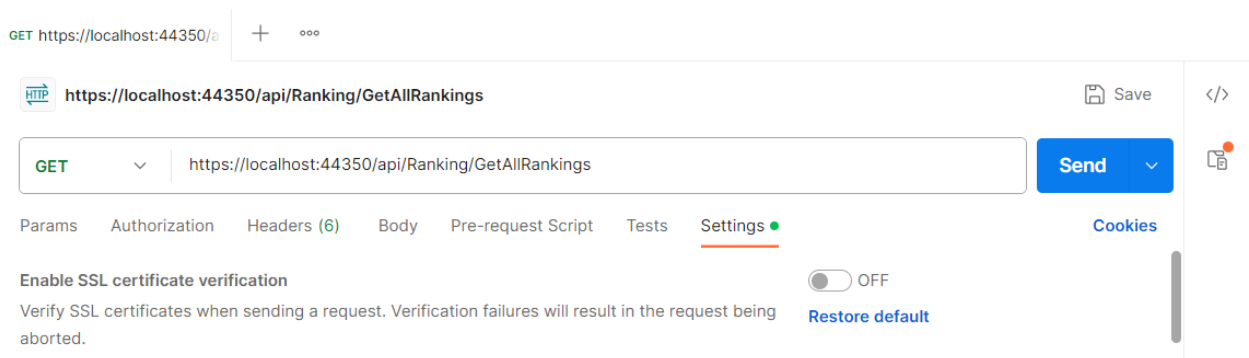 GET https://localhost:44350/a
HTTP https://localhost:44350/api/Ranking/GetAllRankings Save </>
GET https://localhost:44350/api/Ranking/GetAllRankings Send
Params Authorization Headers (6) Body Pre-request Script Tests Settings Cookies
Enable SSL certificate verification OFF
Verify SSL certificates when sending a request. Verification failures will result in the request being Restore default
aborted.